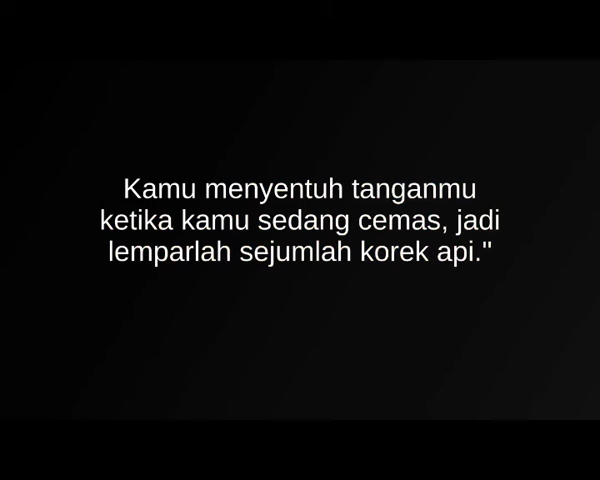 Kamu menyentuh tanganmu
ketika kamu sedang cemas, jadi
lemparlah sejumlah korek api."